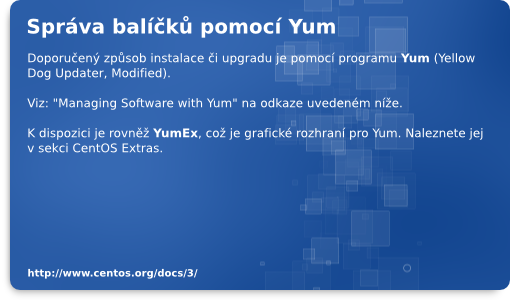 Správa balíčků pomocí Yum
Doporučený způsob instalace či upgradu je pomocí programu Yum (Yellow
Dog Updater, Modified).
Viz: "Managing Software with Yum" na odkaze uvedeném níže.
K dispozici je rovněž YumEx, což je grafické rozhraní pro Yum. Naleznete jej
v sekci CentOS Extras.
http://www.centos.org/docs/3/